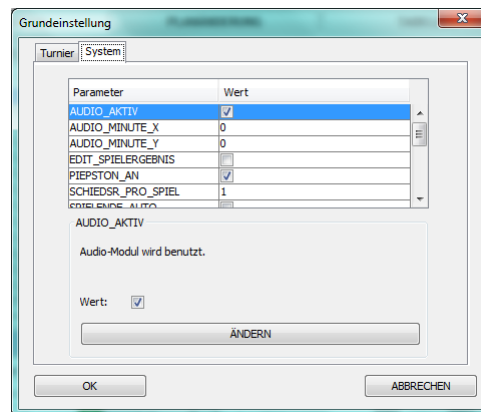 Grundeinstellung
Turnier System
Parameter Wert
AUDIO_AKTIV
AUDIO_MINUTE_X 0
AUDIO_MINUTE_Y 0
EDIT_SPIELERGEBNIS
PIEPSTON_AN
SCHIEDSR_PRO_SPIEL 1
SPIELENDE_AUTO
AUDIO_AKTIV
Audio-Modul wird benutzt.
Wert:
ÄNDERN
OK ABBRECHEN